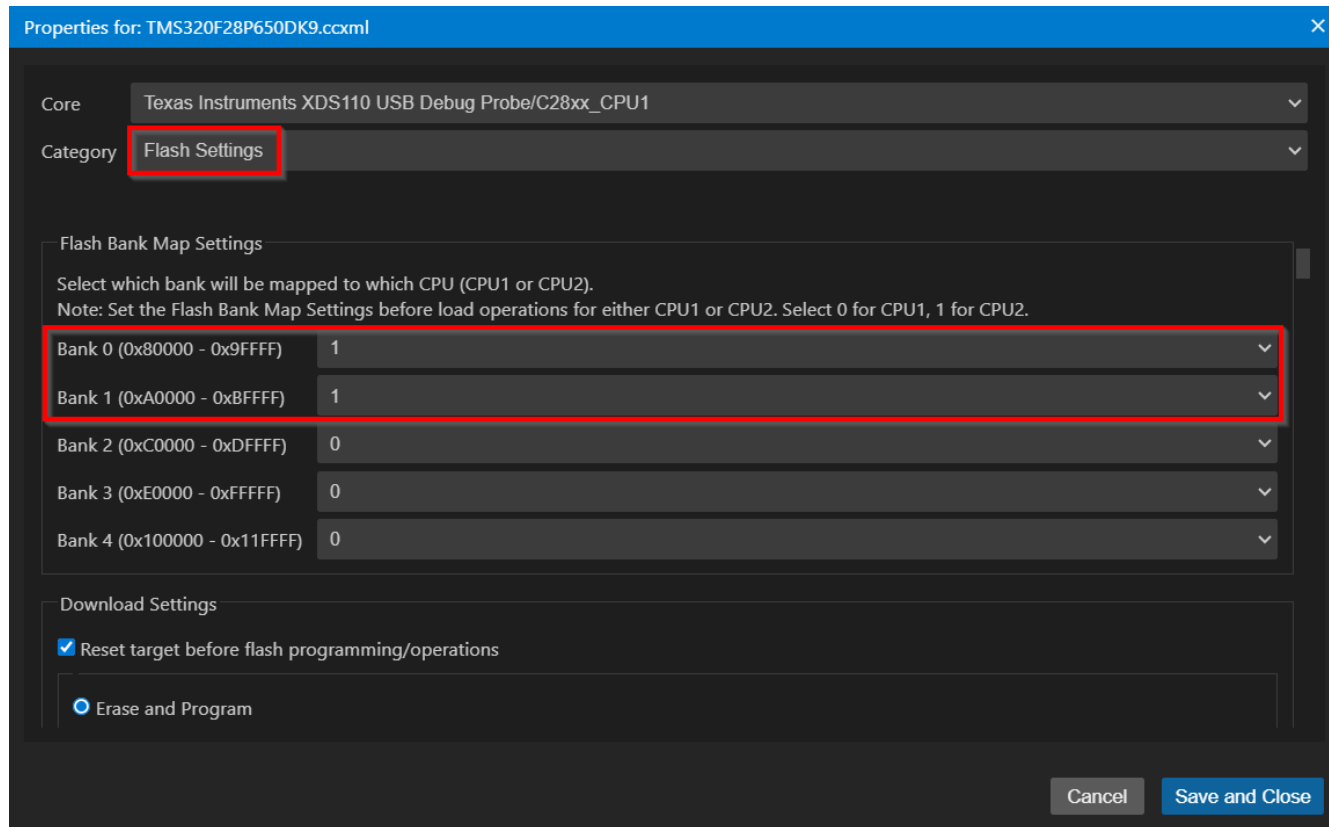 Properties for: TMS320F28P650DK9.ccxml
Core Texas Instruments XDS110 USB Debug Probe/C28xx_CPU1
Category Flash Settings
Flash Bank Map Settings
Select which bank will be mapped to which CPU (CPU1 or CPU2).
Note: Set the Flash Bank Map Settings before load operations for either CPU1 or CPU2. Select 0 for CPU1, 1 for CPU2.
Bank 0 (0x80000 - 0x9FFFF) 1
Bank 1 (0xA0000 - 0xBFFFF) 1
Bank 2 (0xC0000 - 0xDFFFF) 0
Bank 3 (0xE0000 - 0xFFFFF) 0
Bank 4 (0x100000 - 0x11FFFF) 0
Download Settings
Reset target before flash programming/operations
Erase and Program
Cancel Save and Close